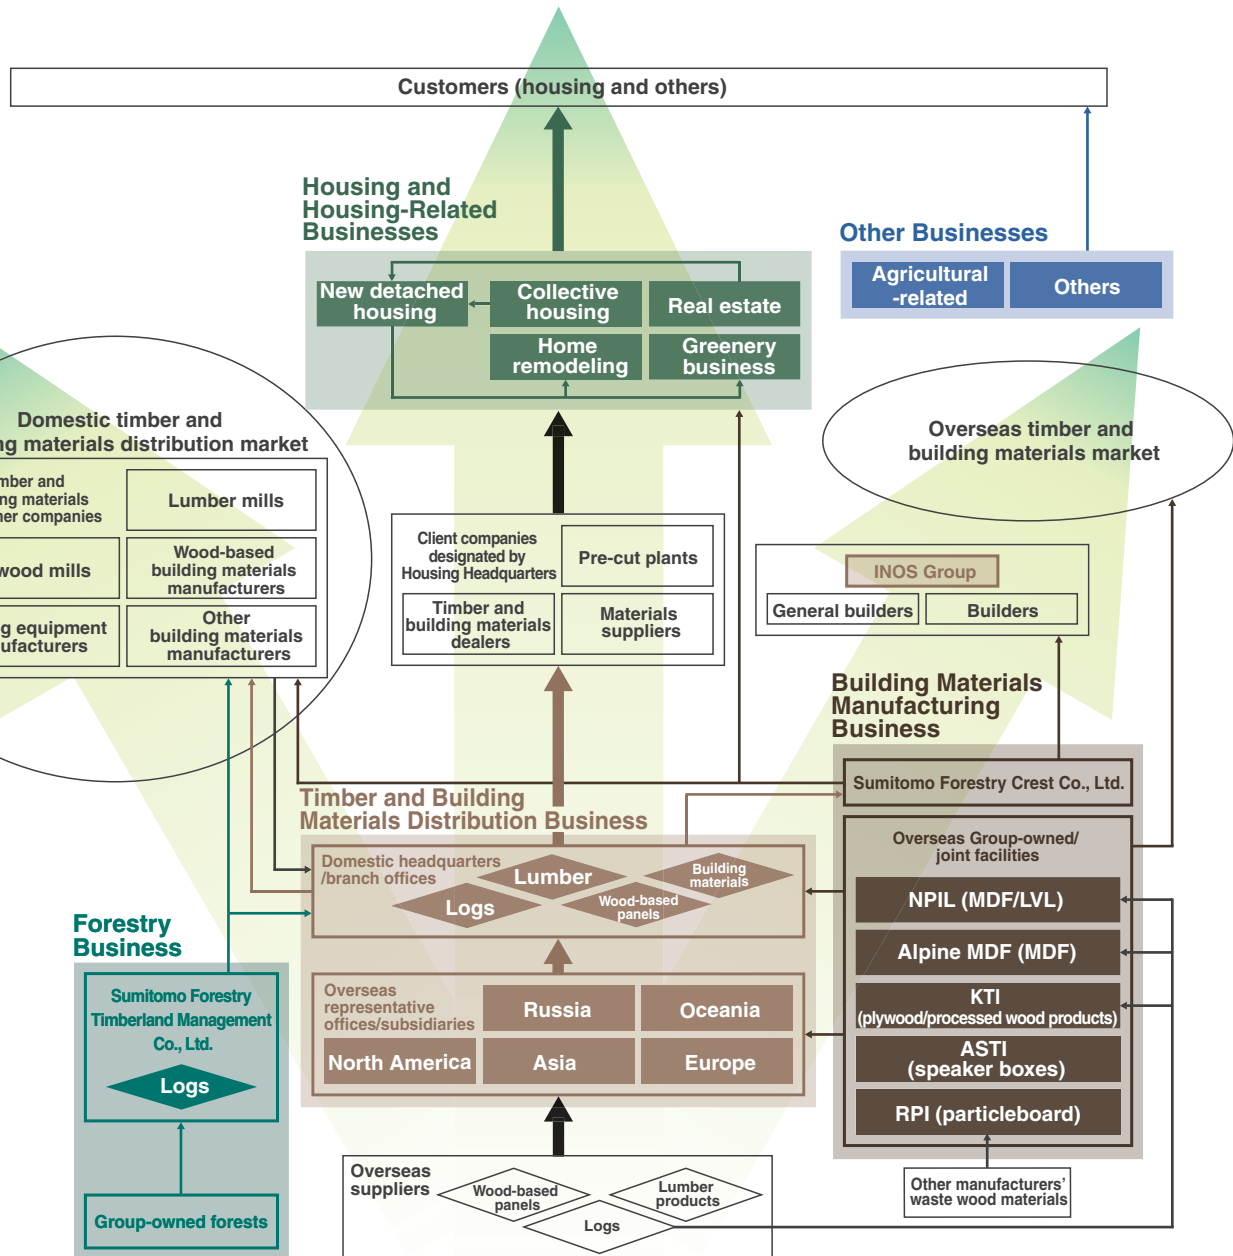 Customers (housing and others)
Housing and
Housing-Related
Businesses
New detached
housing
Collective
housing
Real estate
Home
remodeling
Greenery
business
Other Businesses
Agricultural
-related
Others
Domestic timber and
materials distribution market
and
materials
companies
Lumber mills
mills
Wood-based
building materials
manufacturers
equipment
Other
building materials
manufacturers
Client companies
designated by
Housing Headquarters
Pre-cut plants
Timber and
building materials
dealers
Materials
suppliers
Overseas timber and
building materials market
INOS Group
General builders
Builders
Building Materials
Manufacturing
Business
Sumitomo Forestry Crest Co., Ltd.
Overseas Group-owned/
joint facilities
NPIL (MDF/LVL)
Alpine MDF (MDF)
KTI
(plywood/processed wood products)
ASTI
(speaker boxes)
RPI (particleboard)
Other manufacturers’
waste wood materials
Timber and Building
Materials Distribution Business
Domestic headquarters
/branch offices
Lumber
Building
materials
Logs
Wood-based
panels
Overseas
representative
offices/subsidiaries
Russia
Oceania
North America
Asia
Europe
Forestry
Business
Sumitomo Forestry
Timberland Management
Co., Ltd.
Logs
Group-owned forests
Overseas
suppliers
Wood-based
panels
Lumber
products
Logs